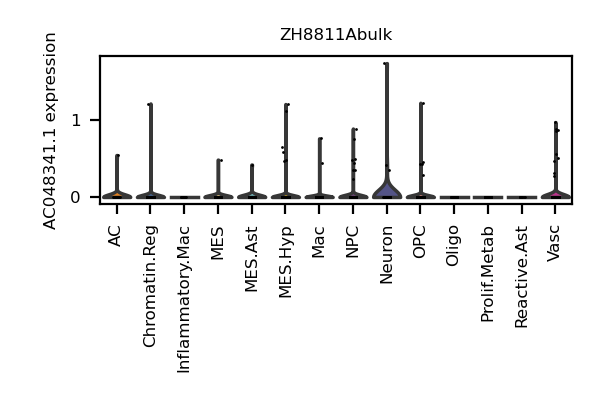 ZH8811Abulk
AC048341.1 expression
1
0
AC
Chromatin.Reg
Inflammatory.Mac
MES
MES.Ast
MES.Hyp
Mac
NPC
Neuron
OPC
Oligo
Prolif.Metab
Reactive.Ast
Vasc